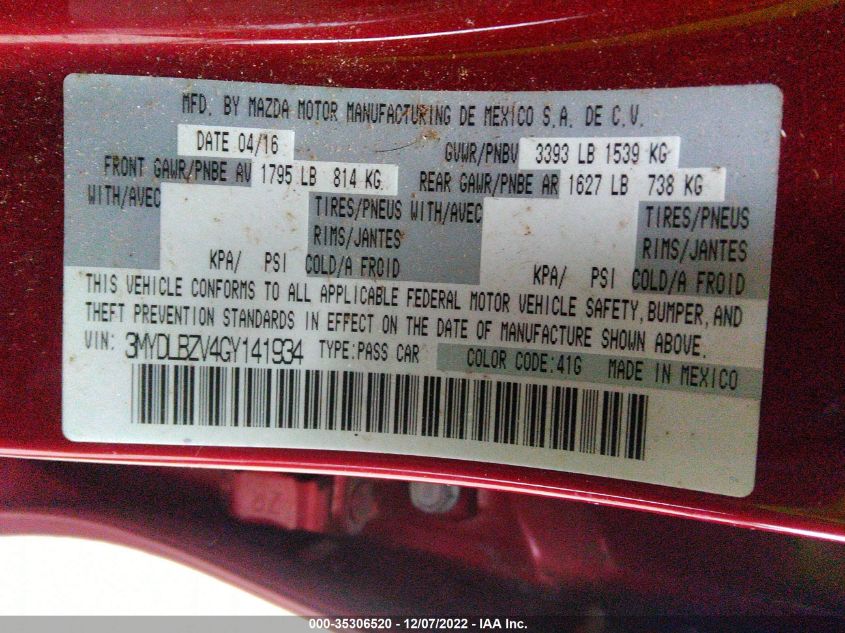 MFD. BY MAZDA MOTOR MANUFACTURING DE MEXICO S.A. DE C.V.
DATE 04/16 GVWR/PNBV 3393 LB 1539 KG
FRONT GAWR/PNBE AV 1795 LB 814 KG REAR GAWR/PNBE AR 1627 LB 738 KG
WITH/AVEC TIRES/PNEUS WITH/AVEC TIRES/PNEUS
RIMS/JANTES RIMS/JANTES
KPA/ PSI COLD/A FROID KPA/ PSI COLD/A FROID
THIS VEHICLE CONFORMS TO ALL APPLICABLE FEDERAL MOTOR VEHICLE SAFETY, BUMPER, AND
THEFT PREVENTION STANDARDS IN EFFECT ON THE DATE OF MANUFACTURE SHOWN ABOVE.
VIN: 3MYDLBZV4GY141934 TYPE:PASS CAR COLOR CODE:41G MADE IN MEXICO
000-35306520 - 12/07/2022 - IAA Inc.